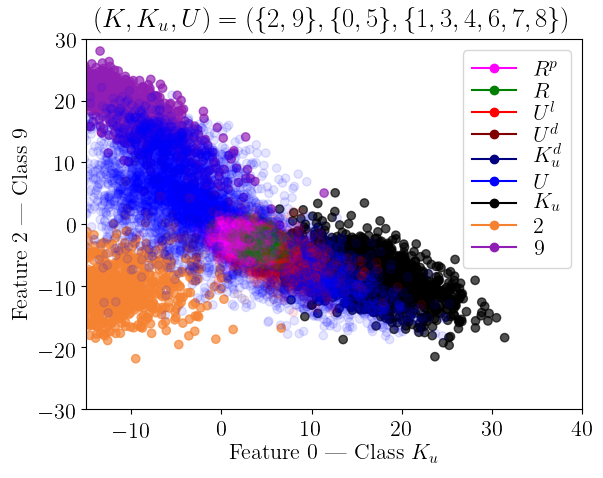 (K, K_u, U) = ({2, 9}, {0, 5}, {1, 3, 4, 6, 7, 8})
30
20
10
0
−10
−20
−30
Feature 2 — Class 9
R^p
R
U^l
U^d
K_u^d
U
K_u
2
9
−10 0 10 20 30 40
Feature 0 — Class K_u